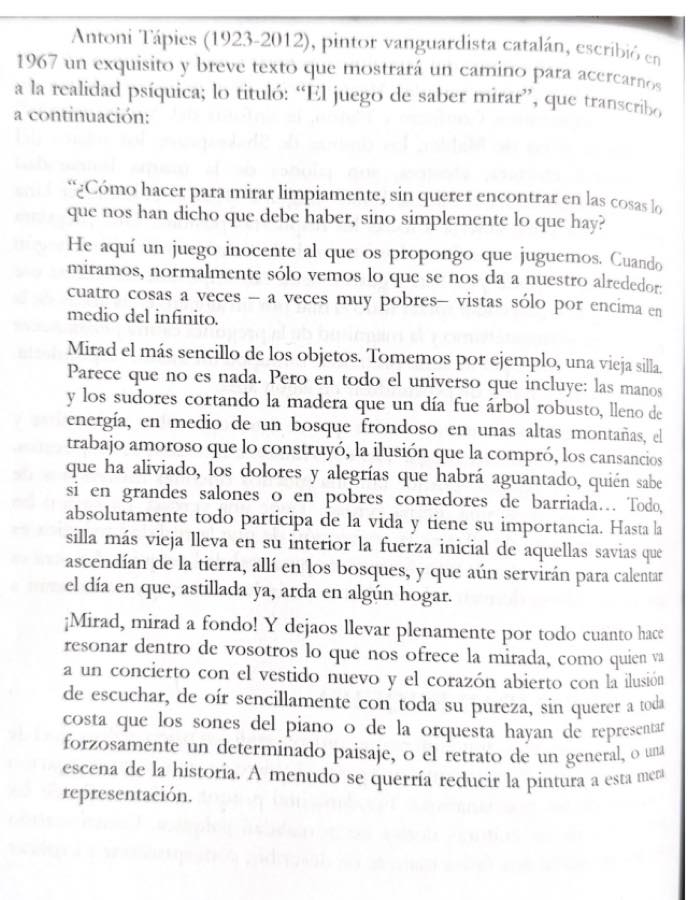 Antoni Tápies (1923-2012), pintor vanguardista catalán, escribió en
1967 un exquisito y breve texto que mostrará un camino para acercarnos
a la realidad psíquica; lo tituló: “El juego de saber mirar”, que transcribo
a continuación:
“¿Cómo hacer para mirar limpiamente, sin querer encontrar en las cosas lo
que nos han dicho que debe haber, sino simplemente lo que hay?
He aquí un juego inocente al que os propongo que juguemos. Cuando
miramos, normalmente sólo vemos lo que se nos da a nuestro alrededor:
cuatro cosas a veces – a veces muy pobres– vistas sólo por encima en
medio del infinito.
Mirad el más sencillo de los objetos. Tomemos por ejemplo, una vieja silla.
Parece que no es nada. Pero en todo el universo que incluye: las manos
y los sudores cortando la madera que un día fue árbol robusto, lleno de
energía, en medio de un bosque frondoso en unas altas montañas, el
trabajo amoroso que lo construyó, la ilusión que la compró, los cansancios
que ha aliviado, los dolores y alegrías que habrá aguantado, quién sabe
si en grandes salones o en pobres comedores de barriada… Todo,
absolutamente todo participa de la vida y tiene su importancia. Hasta la
silla más vieja lleva en su interior la fuerza inicial de aquellas savias que
ascendían de la tierra, allí en los bosques, y que aún servirán para calentar
el día en que, astillada ya, arda en algún hogar.
¡Mirad, mirad a fondo! Y dejaos llevar plenamente por todo cuanto hace
resonar dentro de vosotros lo que nos ofrece la mirada, como quien va
a un concierto con el vestido nuevo y el corazón abierto con la ilusión
de escuchar, de oír sencillamente con toda su pureza, sin querer a toda
costa que los sones del piano o de la orquesta hayan de representar
forzosamente un determinado paisaje, o el retrato de un general, o una
escena de la historia. A menudo se querría reducir la pintura a esta mera
representación.